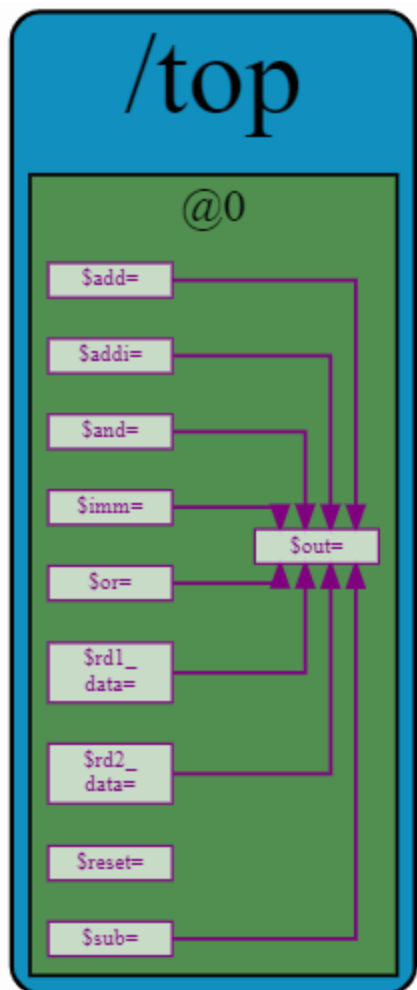 /top
@0
$add=
$addi=
$and=
$imm=
$out=
$or=
$rd1_
data=
$rd2_
data=
$reset=
$sub=